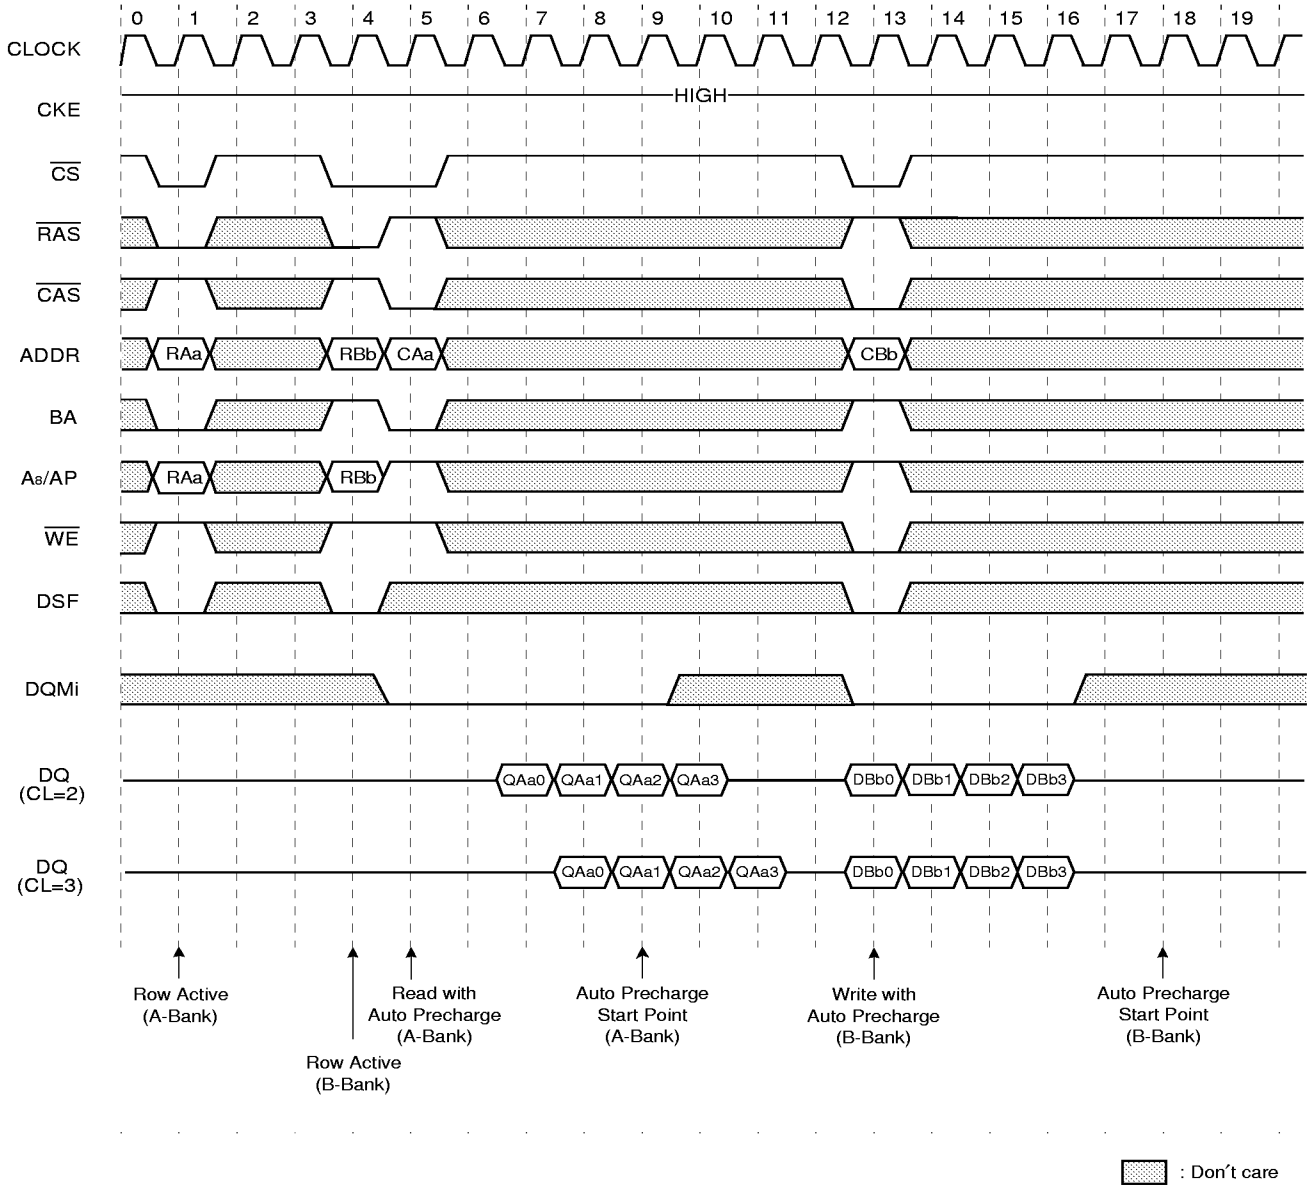 0 1 2 3 4 5 6 7 8 9 10 11 12 13 14 15 16 17 18 19
CLOCK
CKE HIGH
CS
RAS
CAS
ADDR RAa RBb CAa CBb
BA
A8/AP RAa RBb
WE
DSF
DQMi
DQ
(CL=2) QAa0 QAa1 QAa2 QAa3 DBb0 DBb1 DBb2 DBb3
DQ
(CL=3) QAa0 QAa1 QAa2 QAa3 DBb0 DBb1 DBb2 DBb3
Row Active
(A-Bank)
Row Active
(B-Bank)
Read with
Auto Precharge
(A-Bank)
Auto Precharge
Start Point
(A-Bank)
Write with
Auto Precharge
(B-Bank)
Auto Precharge
Start Point
(B-Bank)
: Don´t care